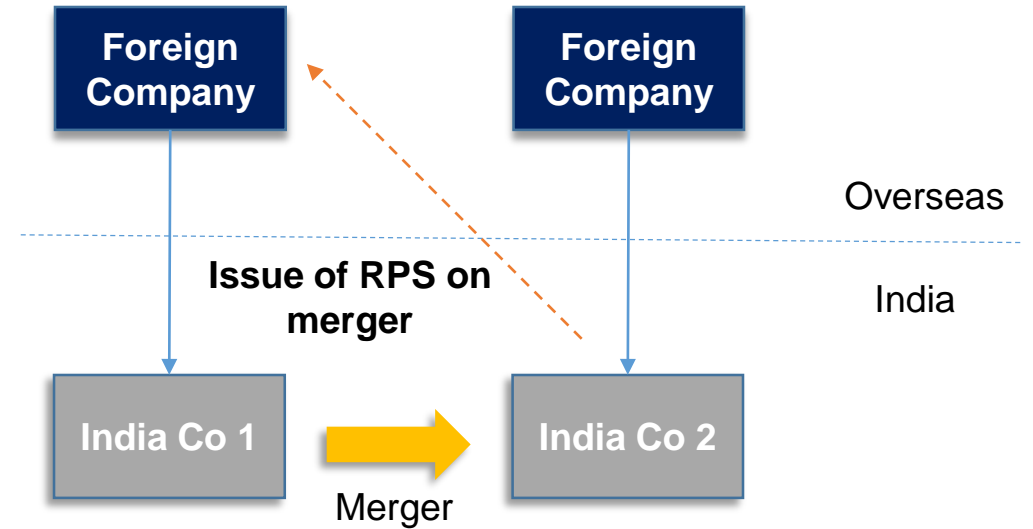 Foreign
Company
Foreign
Company
Overseas
Issue of RPS on
merger
India
India Co 1
India Co 2
Merger